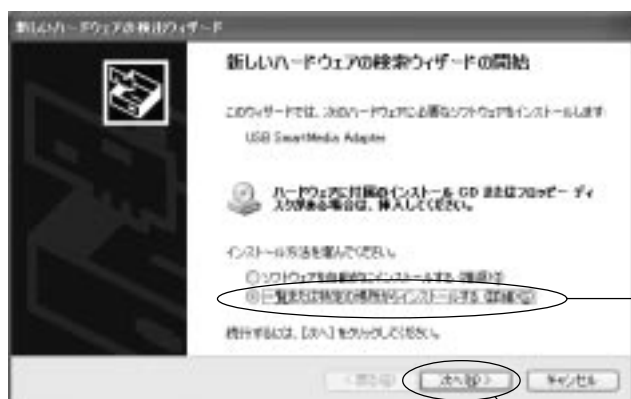 新しいハードウェアの検索ウィザード
新しいハードウェアの検索ウィザードの開始
このウィザードでは、次のハードウェアに必要なソフトウェアをインストールします:
USB SmartMedia Adapter
ハードウェアに付属のインストール CD またはフロッピー ディ
スクがある場合は、挿入してください。
インストール方法を選んでください。
ソフトウェアを自動的にインストールする (推奨)(I)
一覧または特定の場所からインストールする (詳細)(S)
続行するには、[次へ] をクリックしてください。
< 戻る(B) 次へ(N) > キャンセル